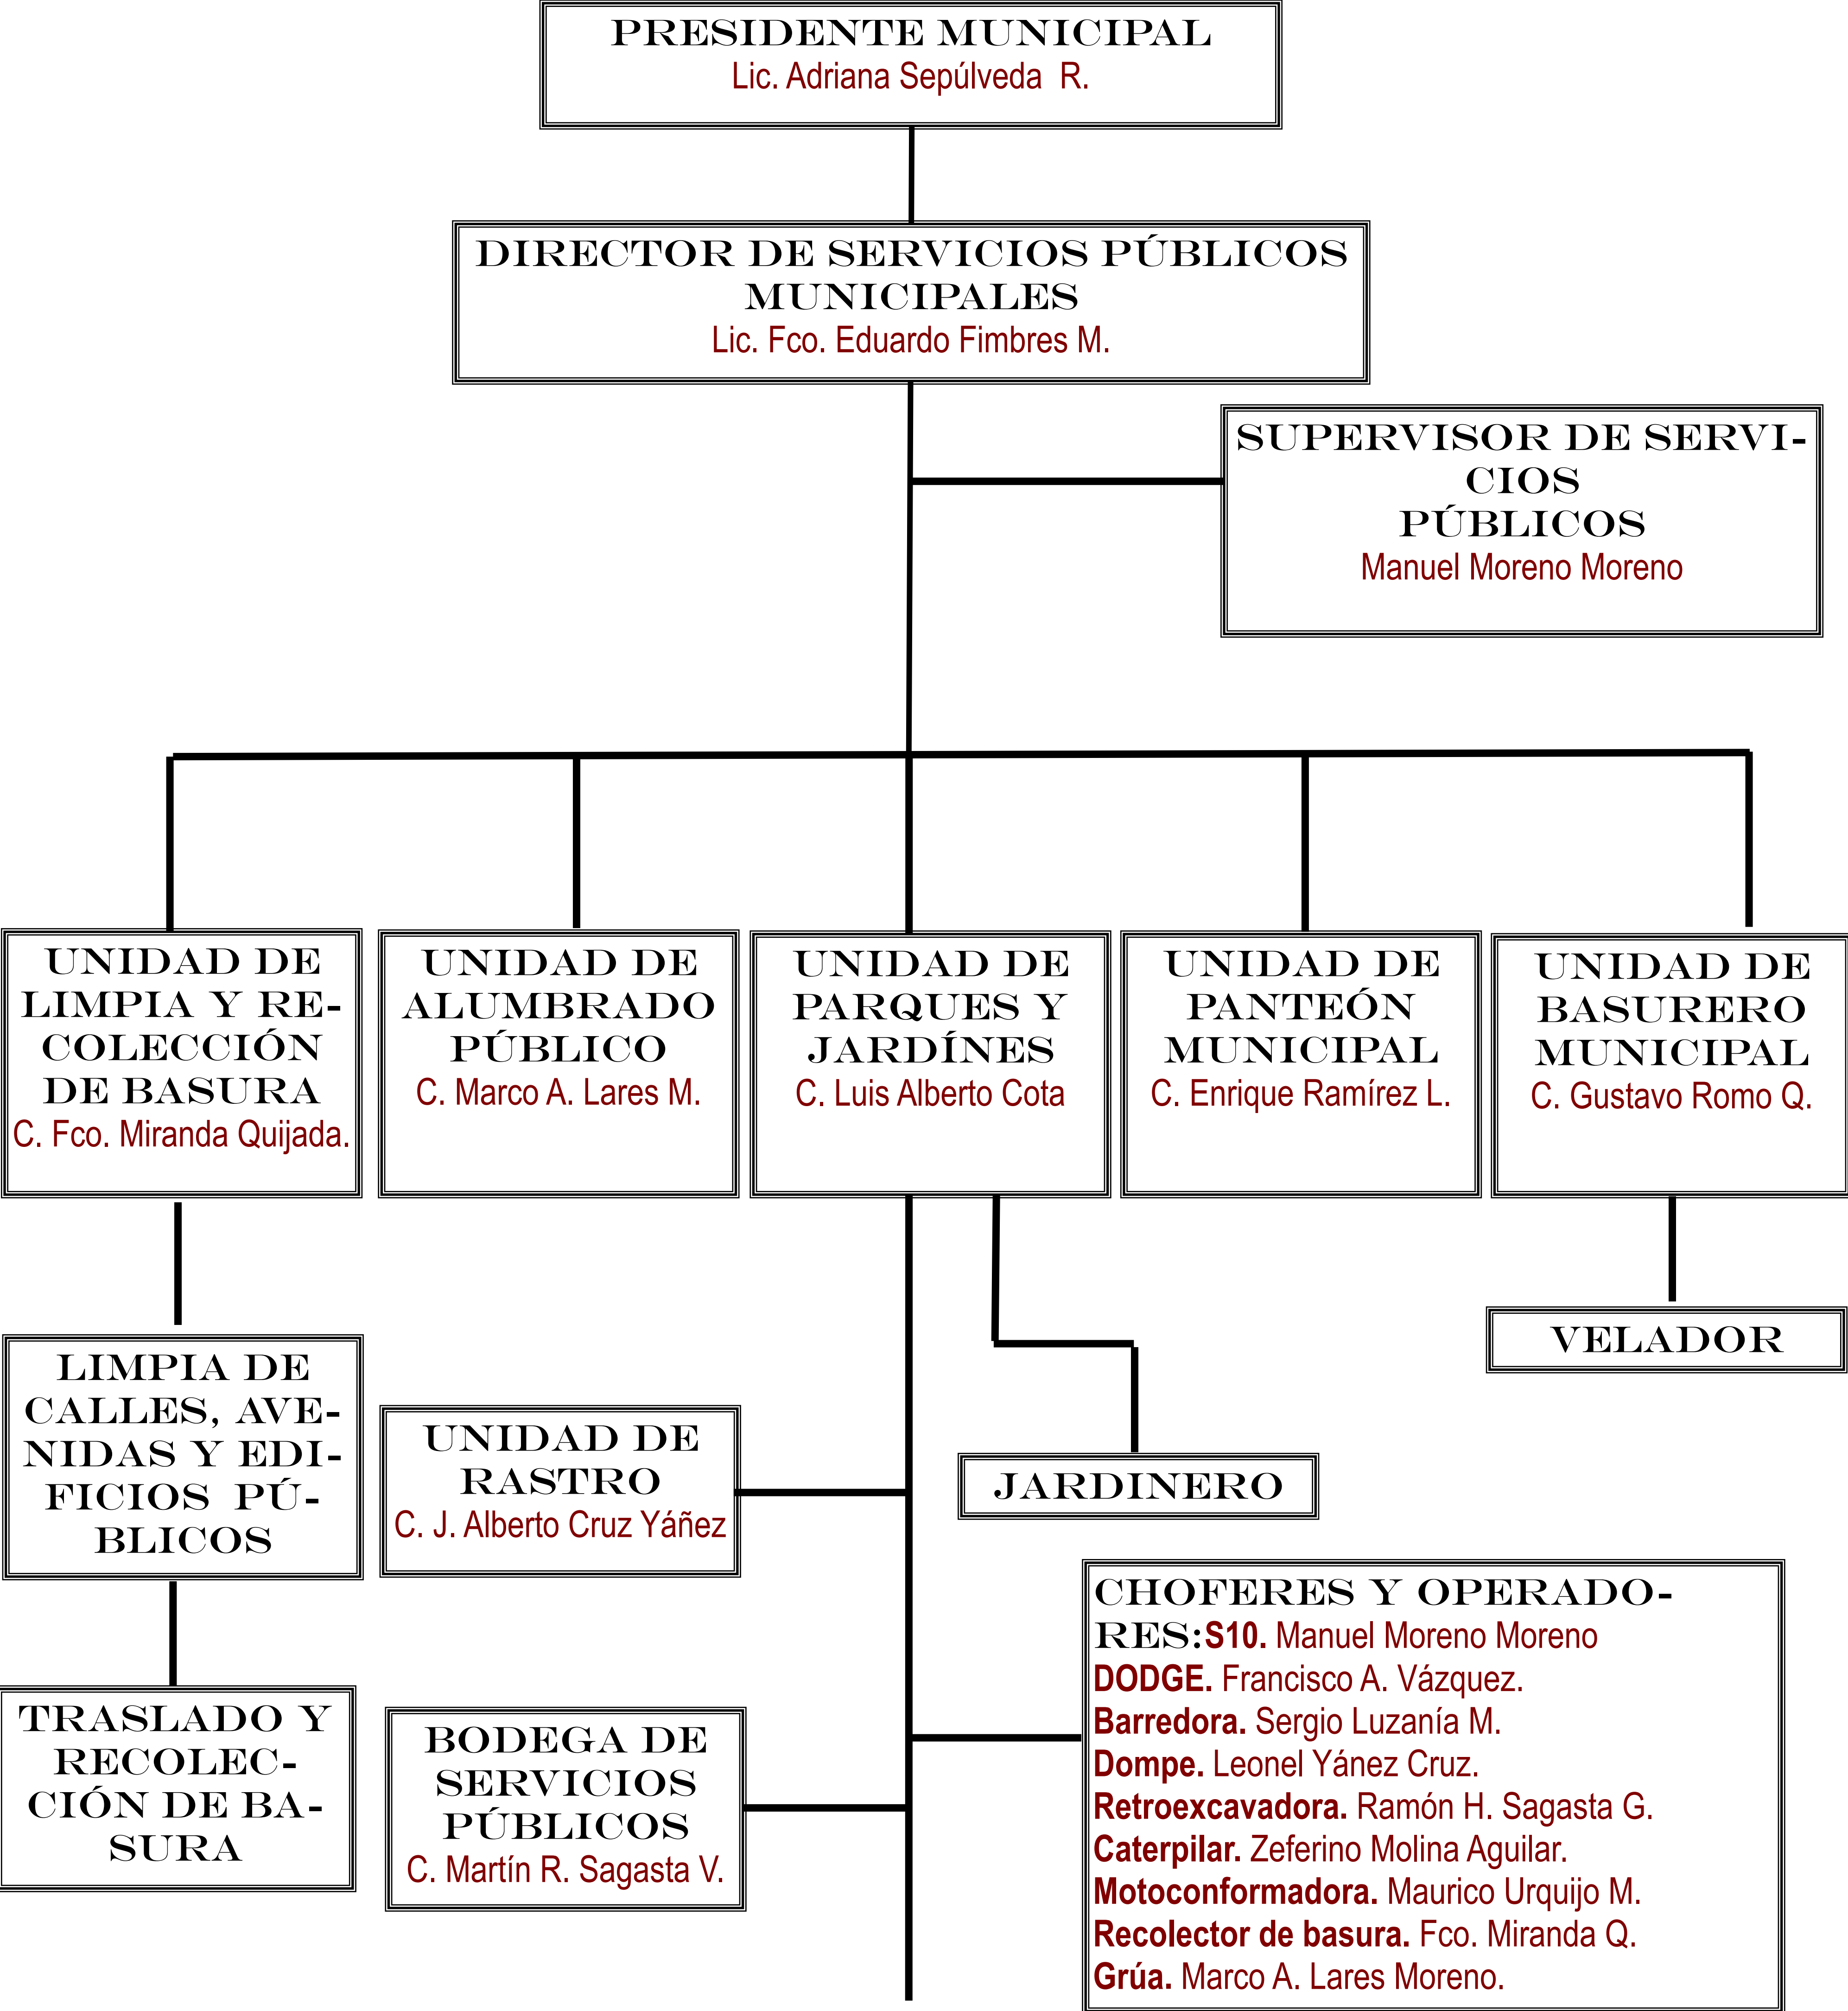 PRESIDENTE MUNICIPAL
Lic. Adriana Sepúlveda R.
DIRECTOR DE SERVICIOS PÚBLICOS
MUNICIPALES
Lic. Fco. Eduardo Fimbres M.
SUPERVISOR DE SERVI-
CIOS
PÚBLICOS
Manuel Moreno Moreno
UNIDAD DE
LIMPIA Y RE-
COLECCIÓN
DE BASURA
C. Fco. Miranda Quijada.
UNIDAD DE
ALUMBRADO
PÚBLICO
C. Marco A. Lares M.
UNIDAD DE
PARQUES Y
JARDÍNES
C. Luis Alberto Cota
UNIDAD DE
PANTEÓN
MUNICIPAL
C. Enrique Ramírez L.
UNIDAD DE
BASURERO
MUNICIPAL
C. Gustavo Romo Q.
LIMPIA DE
CALLES, AVE-
NIDAS Y EDI-
FICIOS PÚ-
BLICOS
UNIDAD DE
RASTRO
C. J. Alberto Cruz Yáñez
JARDINERO
VELADOR
TRASLADO Y
RECOLEC-
CIÓN DE BA-
SURA
BODEGA DE
SERVICIOS
PÚBLICOS
C. Martín R. Sagasta V.
CHOFERES Y OPERADO-
RES:S10. Manuel Moreno Moreno
DODGE. Francisco A. Vázquez.
Barredora. Sergio Luzanía M.
Dompe. Leonel Yánez Cruz.
Retroexcavadora. Ramón H. Sagasta G.
Caterpilar. Zeferino Molina Aguilar.
Motoconformadora. Maurico Urquijo M.
Recolector de basura. Fco. Miranda Q.
Grúa. Marco A. Lares Moreno.